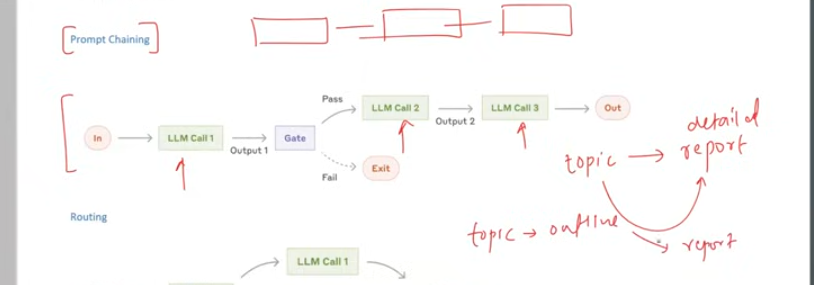 Prompt Chaining
In
LLM Call 1
Output 1
Gate
Pass
Fail
LLM Call 2
Output 2
LLM Call 3
Out
Exit
topic → detailed
report
topic → outline → report
Routing
LLM Call 1